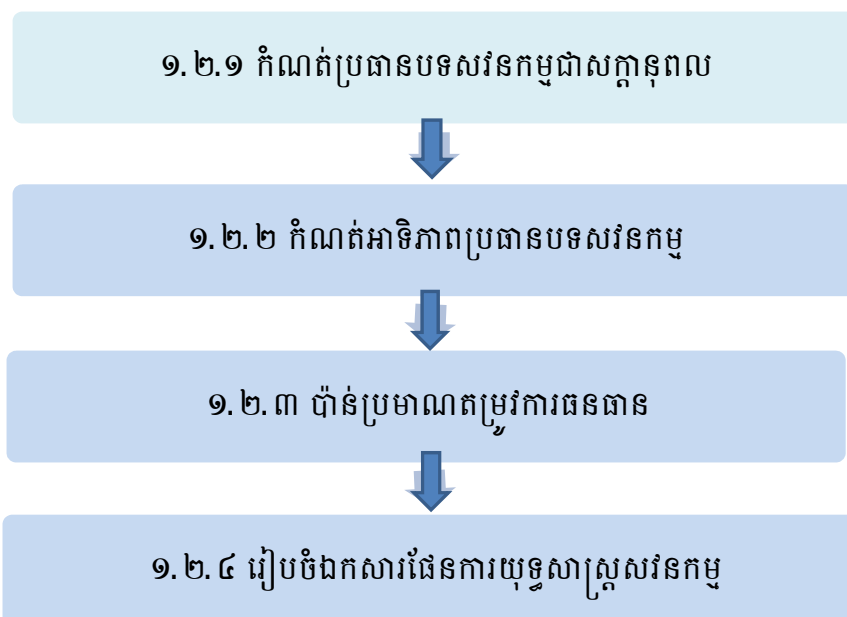 ១.២.១ កំណត់ប្រធានបទសវនកម្មជាសក្តានុពល
១.២.២ កំណត់អាទិភាពប្រធានបទសវនកម្ម
១.២.៣ ប៉ាន់ប្រមាណតម្រូវការធនធាន
១.២.៤ រៀបចំឯកសារផែនការយុទ្ធសាស្ត្រសវនកម្ម